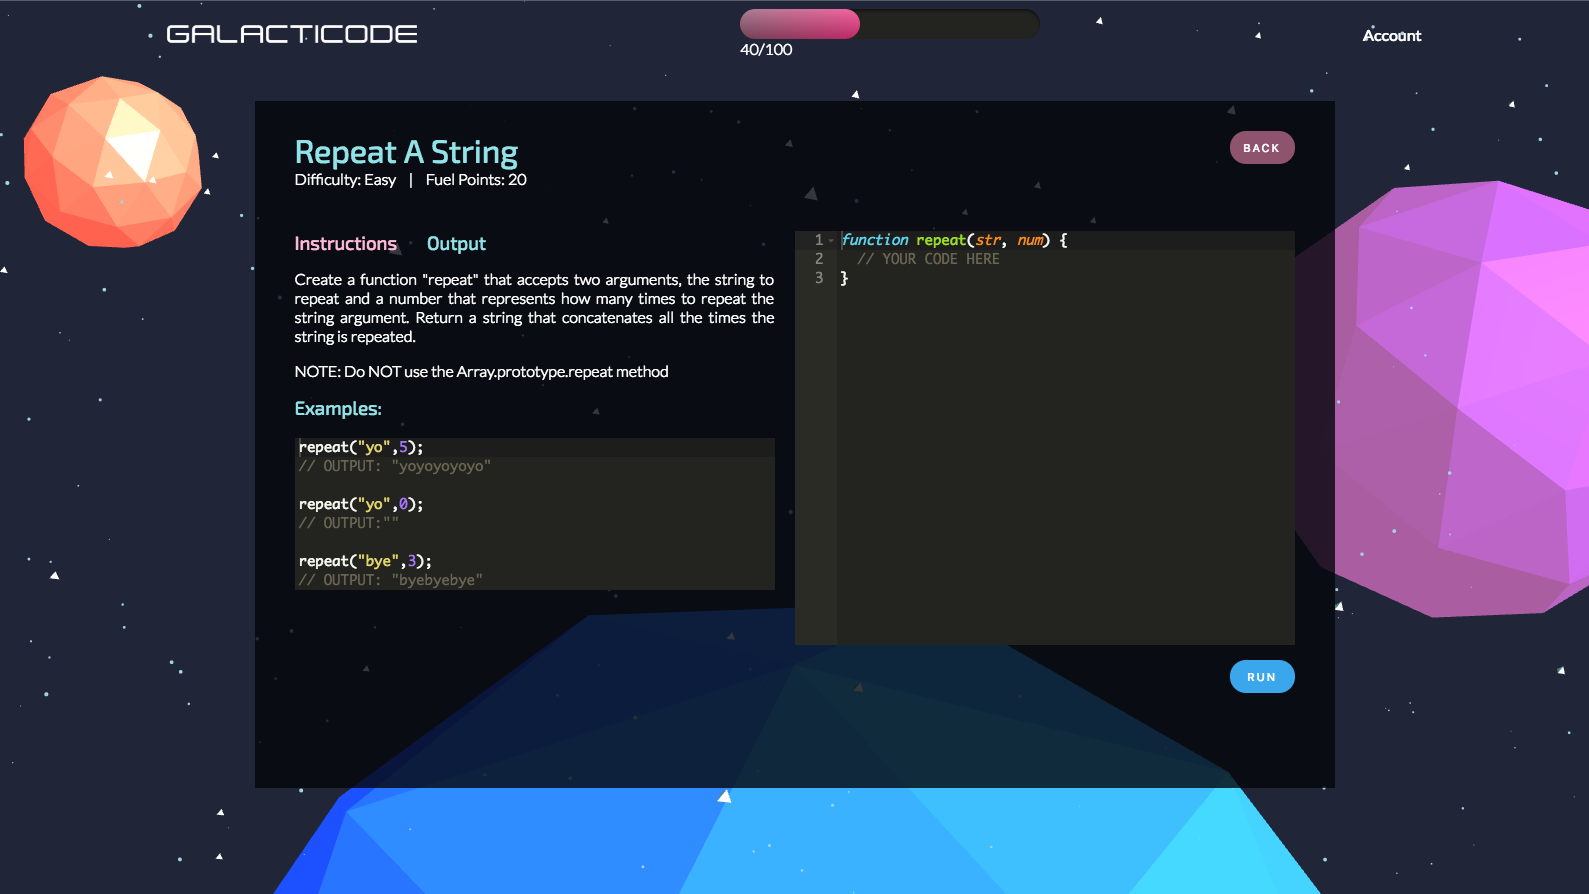 GALACTICODE
40/100
Account
Repeat A String
BACK
Difficulty: Easy | Fuel Points: 20
Instructions Output
Create a function "repeat" that accepts two arguments, the string to
repeat and a number that represents how many times to repeat the
string argument. Return a string that concatenates all the times the
string is repeated.
NOTE: Do NOT use the Array.prototype.repeat method
Examples:
repeat("yo",5);
// OUTPUT: "yoyoyoyoyo"
repeat("yo",0);
// OUTPUT:""
repeat("bye",3);
// OUTPUT: "byebyebye"
1 function repeat(str, num) {
2 // YOUR CODE HERE
3 }
RUN